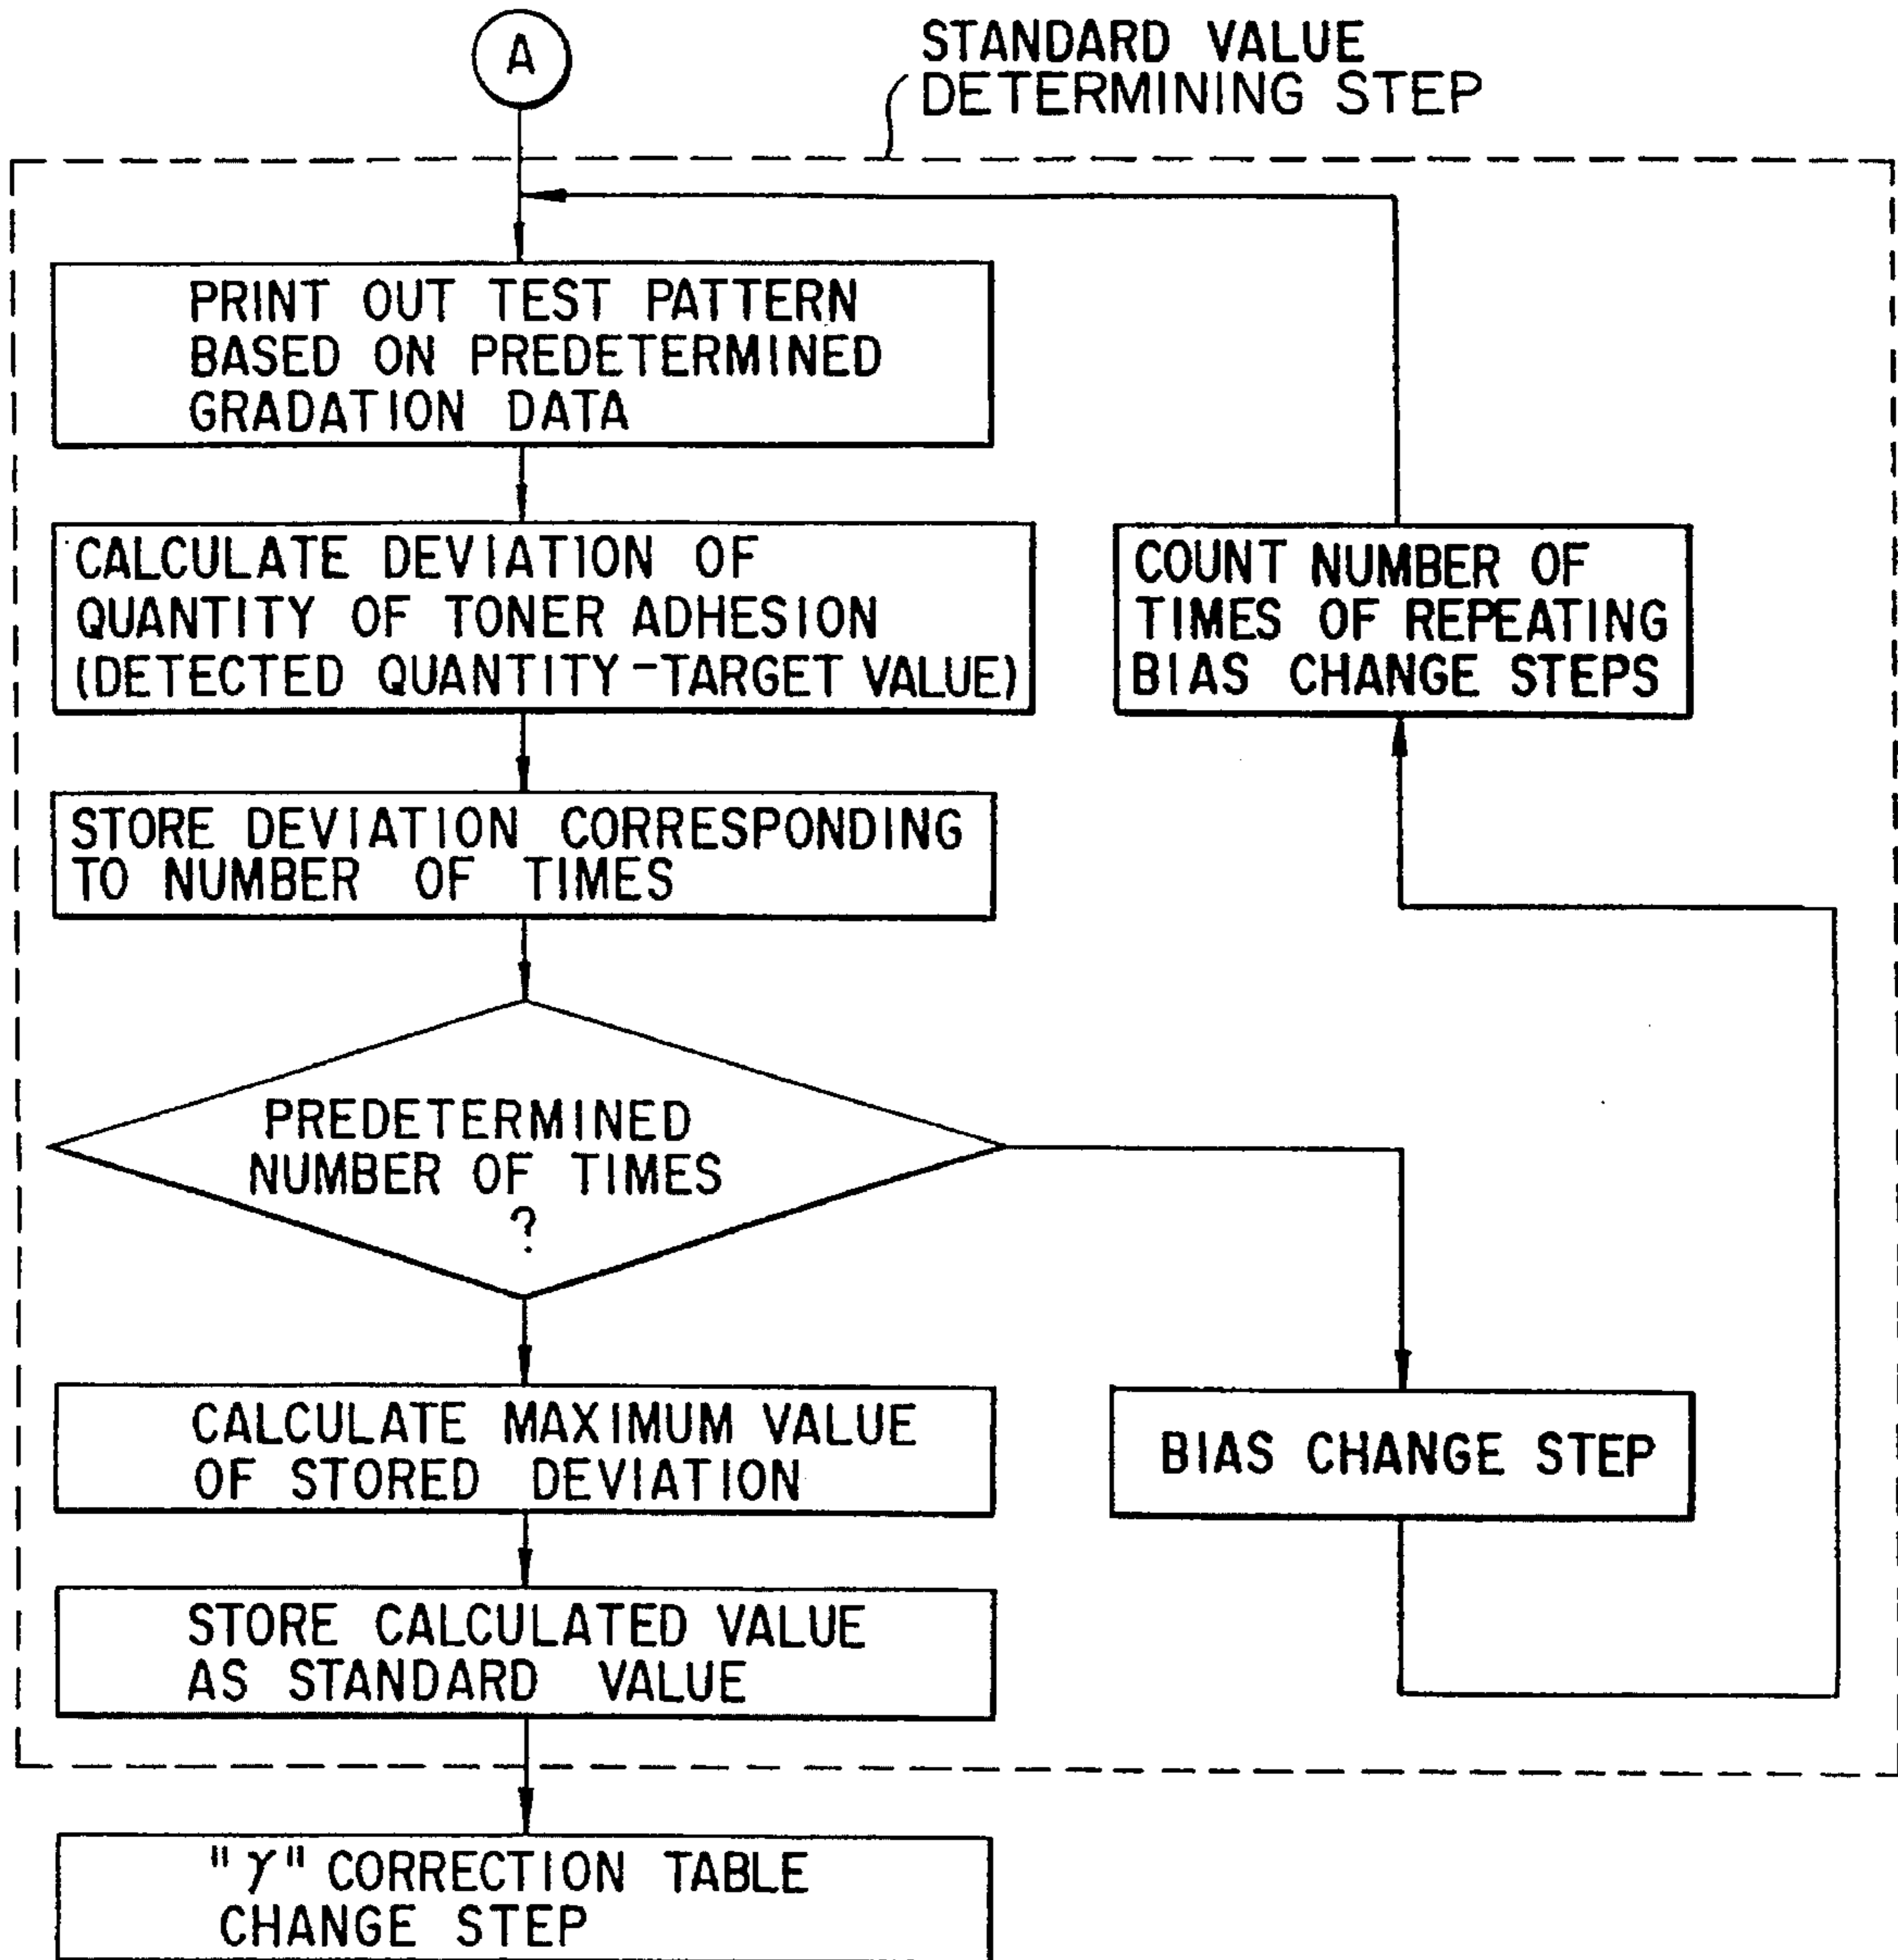 A
STANDARD VALUE
DETERMINING STEP
PRINT OUT TEST PATTERN
BASED ON PREDETERMINED
GRADATION DATA
CALCULATE DEVIATION OF
QUANTITY OF TONER ADHESION
(DETECTED QUANTITY-TARGET VALUE)
COUNT NUMBER OF
TIMES OF REPEATING
BIAS CHANGE STEPS
STORE DEVIATION CORRESPONDING
TO NUMBER OF TIMES
PREDETERMINED
NUMBER OF TIMES
?
CALCULATE MAXIMUM VALUE
OF STORED DEVIATION
BIAS CHANGE STEP
STORE CALCULATED VALUE
AS STANDARD VALUE
"γ" CORRECTION TABLE
CHANGE STEP